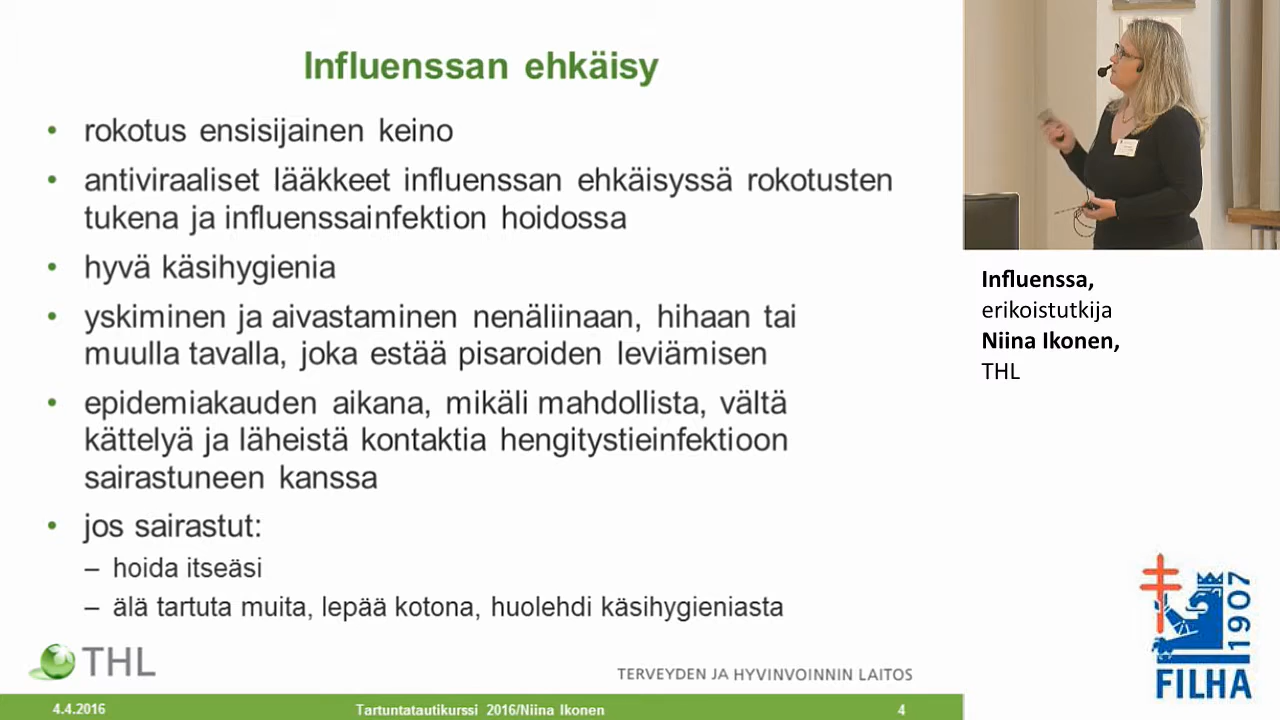 Influenssan ehkäisy
• rokotus ensisijainen keino
• antiviraaliset lääkkeet influenssan ehkäisyssä rokotusten
tukena ja influenssainfektion hoidossa
• hyvä käsihygienia
• yskiminen ja aivastaminen nenäliinaan, hihaan tai
muulla tavalla, joka estää pisaroiden leviämisen
• epidemiakauden aikana, mikäli mahdollista, vältä
kättelyä ja läheistä kontaktia hengitystieinfektioon
sairastuneen kanssa
• jos sairastut:
– hoida itseäsi
– älä tartuta muita, lepää kotona, huolehdi käsihygieniasta
THL
TERVEYDEN JA HYVINVOINNIN LAITOS
4.4.2016
Tartuntatautikurssi 2016/Niina Ikonen
4
Influenssa,
erikoistutkija
Niina Ikonen,
THL
1907
FILHA